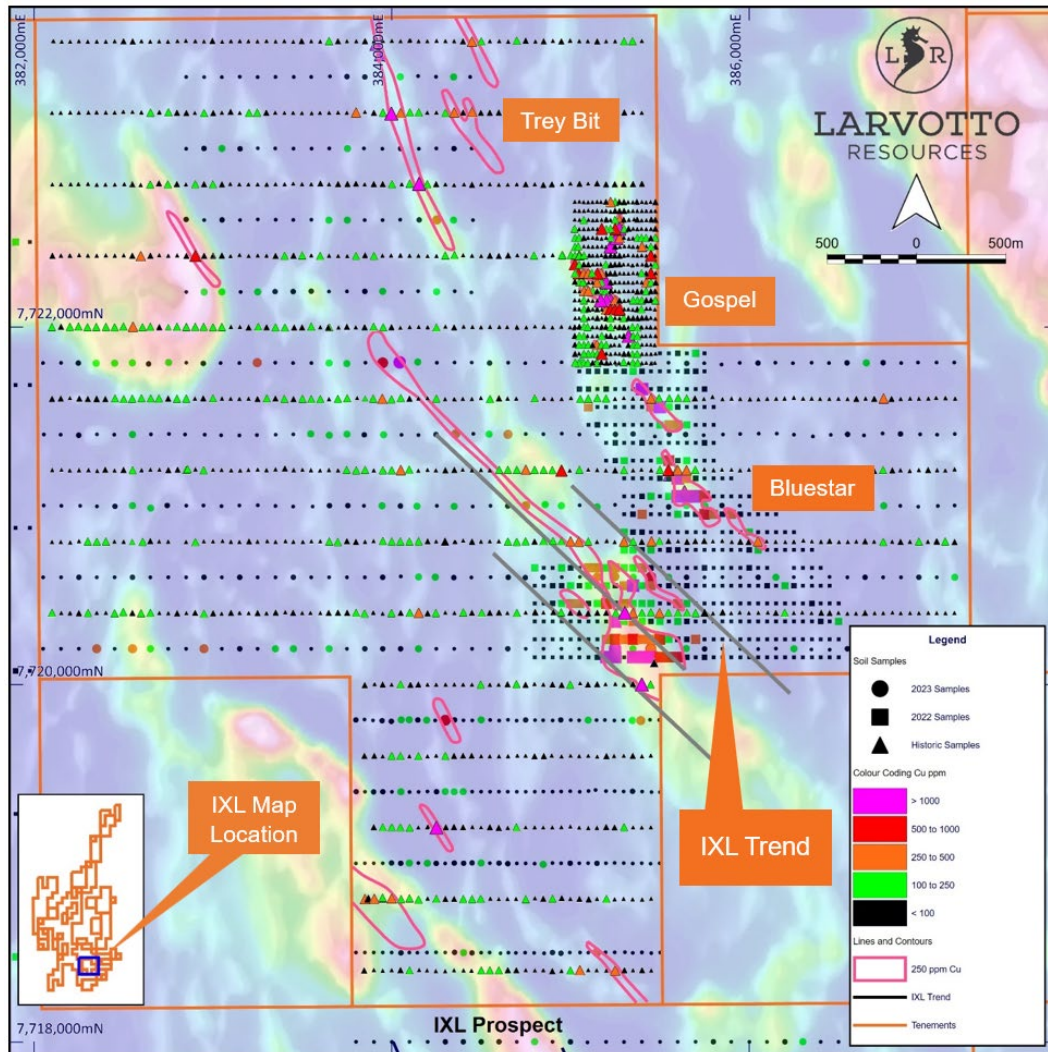 382,000mE
384,000mE
386,000mE
L R
LARVOTTO
RESOURCES
500 0 500m
Trey Bit
Gospel
7,722,000mN
Bluestar
7,720,000mN
IXL Map
Location
IXL Trend
Legend
Soil Samples
2023 Samples
2022 Samples
Historic Samples
Colour Coding Cu ppm
> 1000
500 to 1000
250 to 500
100 to 250
< 100
Lines and Contours
250 ppm Cu
IXL Trend
Tenements
7,718,000mN
IXL Prospect